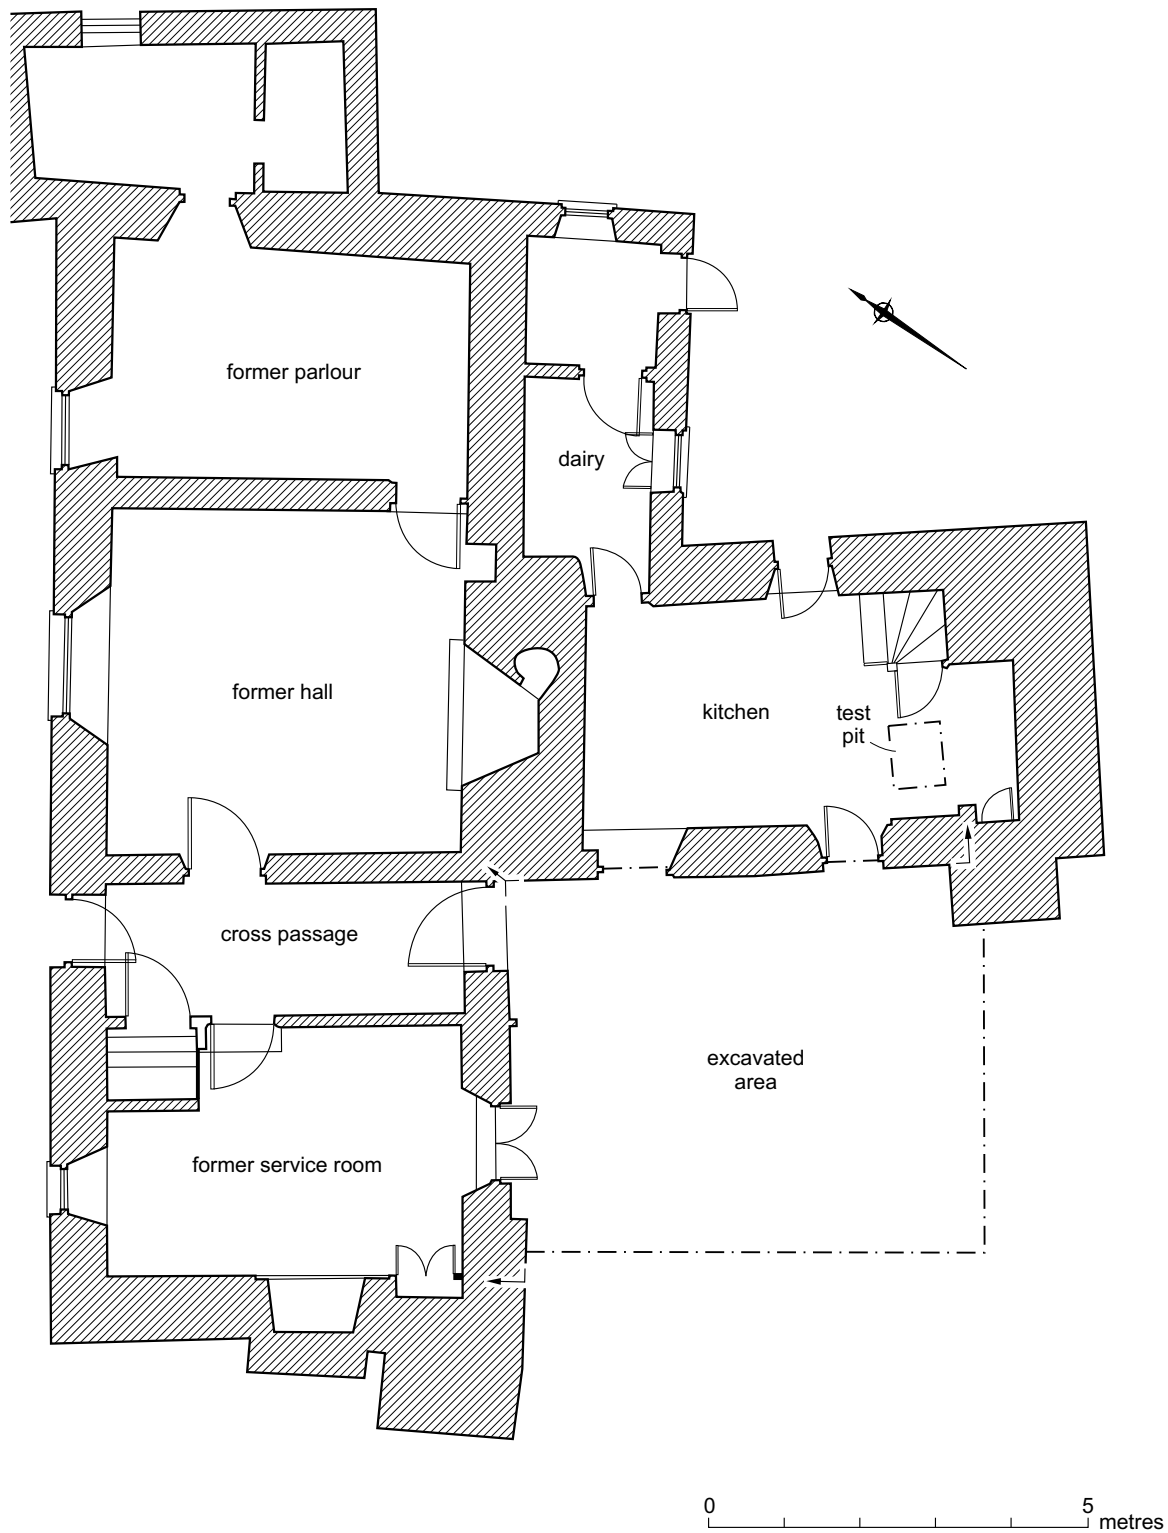 former parlour
dairy
former hall
kitchen
test
pit
cross passage
excavated
area
former service room
0
5
metres